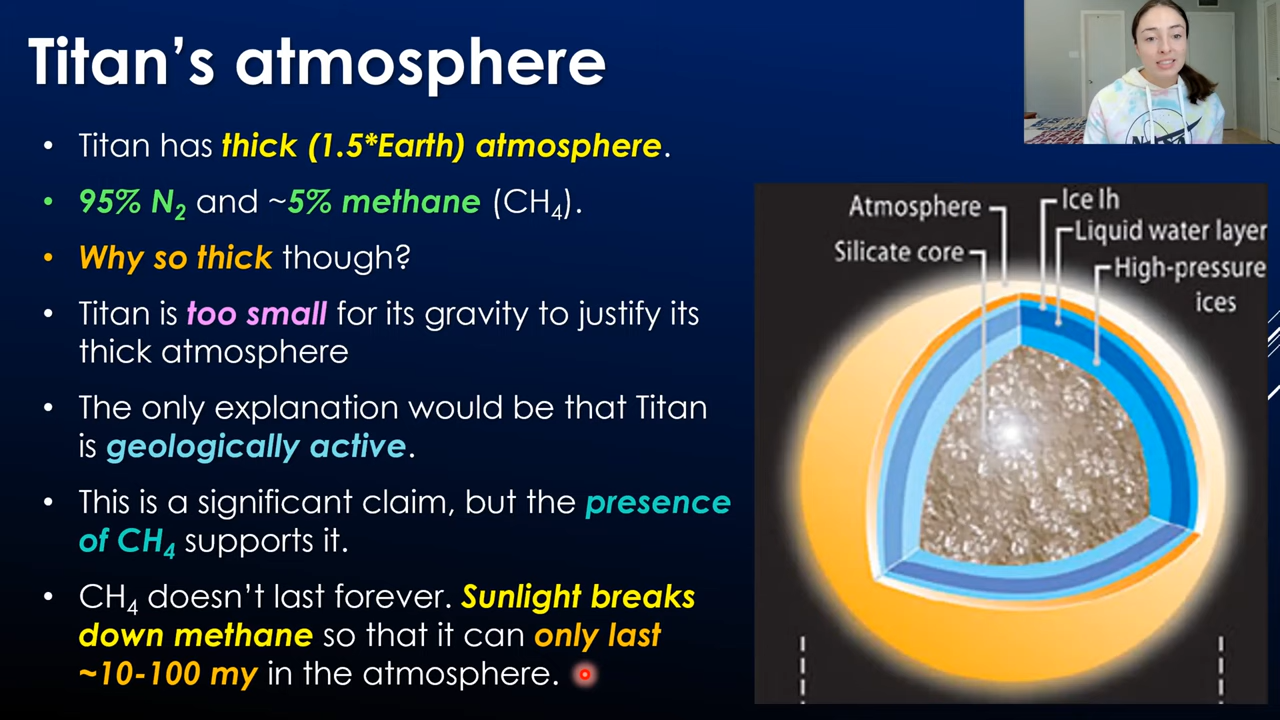 Titan’s atmosphere
• Titan has thick (1.5*Earth) atmosphere.
• 95% N₂ and ~5% methane (CH₄).
• Why so thick though?
• Titan is too small for its gravity to justify its
thick atmosphere
• The only explanation would be that Titan
is geologically active.
• This is a significant claim, but the presence
of CH₄ supports it.
• CH₄ doesn’t last forever. Sunlight breaks
down methane so that it can only last
~10-100 my in the atmosphere.
Atmosphere
Silicate core
Ice Ih
Liquid water layer
High-pressure
ices